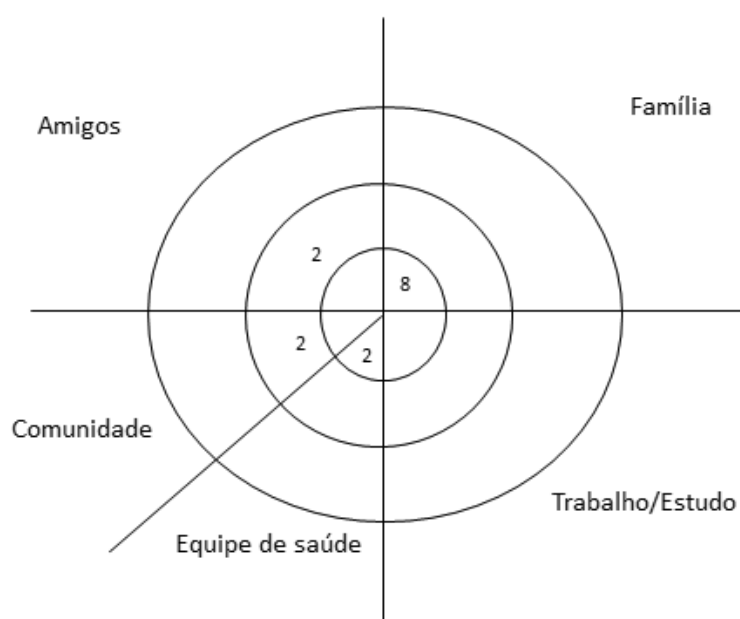 Família
Amigos
2
8
2
2
Comunidade
Trabalho/Estudo
Equipe de saúde